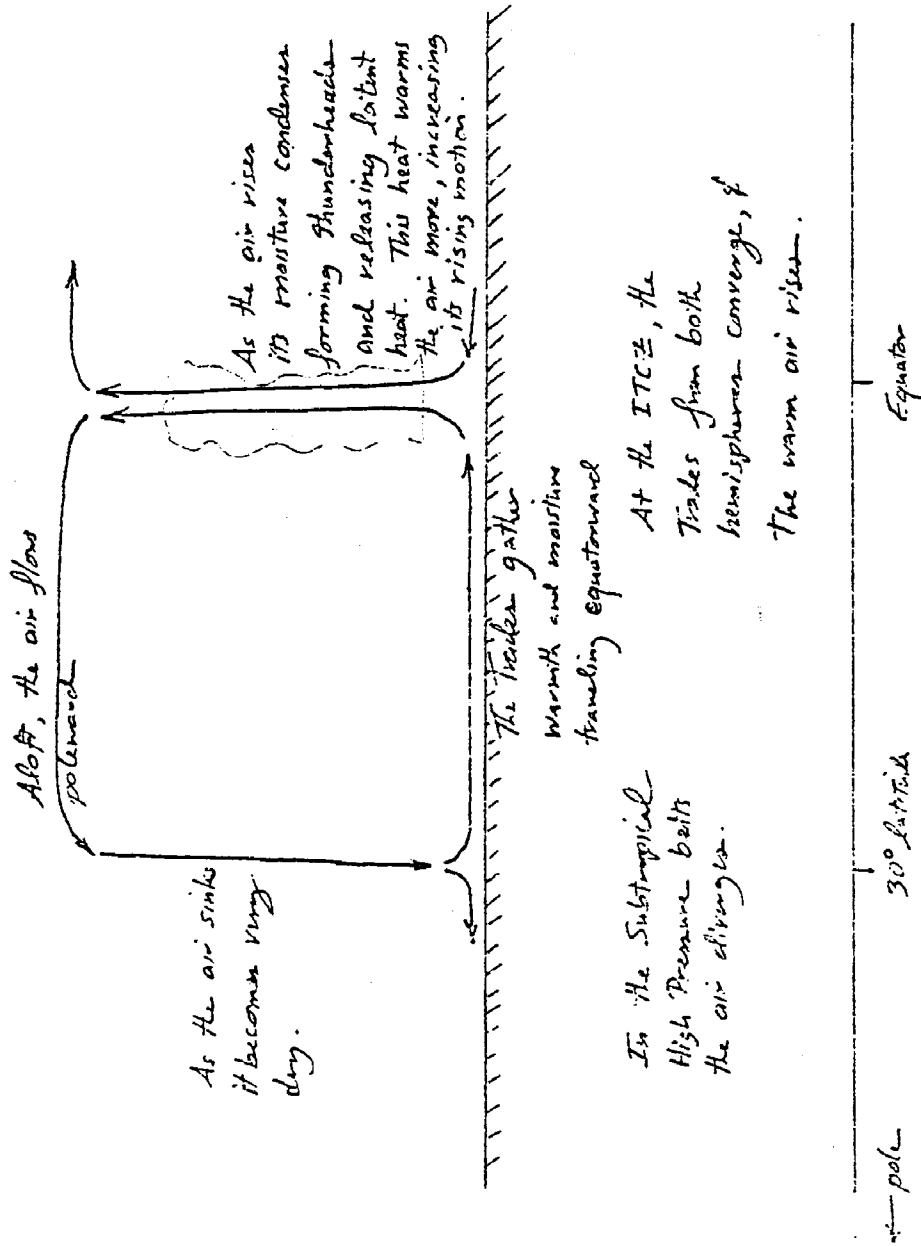 Aloft, the air flows
poleward
As the air rises
its moisture condenses
forming thunderheads
and releasing latent
heat. This heat warms
the air more, increasing
its rising motion.
As the air sinks
it becomes very
dry.
The Trades gather
warmth and moisture
traveling equatorward
In the Subtropical
High Pressure belts
the air diverges.
At the ITCZ, the
Trades from both
hemispheres converge, &
The warm air rises.
← pole
30° latitude
Equator